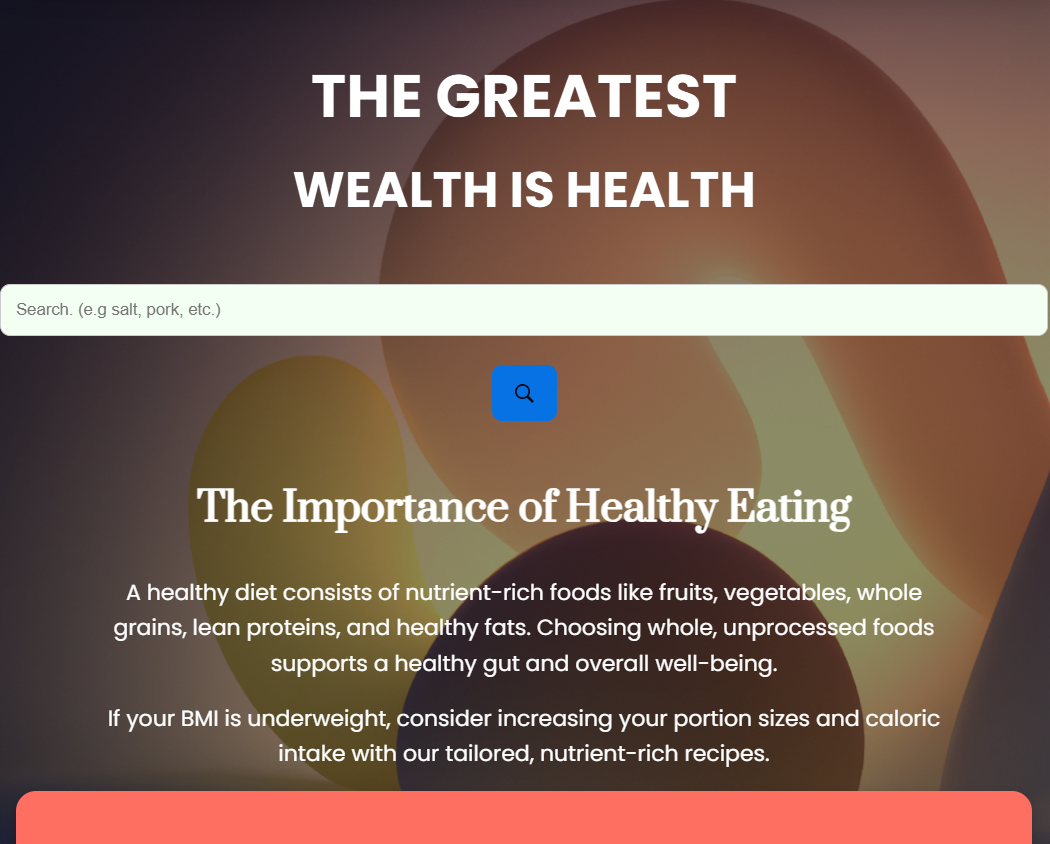 THE GREATEST
WEALTH IS HEALTH
Search. (e.g salt, pork, etc.)
The Importance of Healthy Eating
A healthy diet consists of nutrient-rich foods like fruits, vegetables, whole
grains, lean proteins, and healthy fats. Choosing whole, unprocessed foods
supports a healthy gut and overall well-being.
If your BMI is underweight, consider increasing your portion sizes and caloric
intake with our tailored, nutrient-rich recipes.